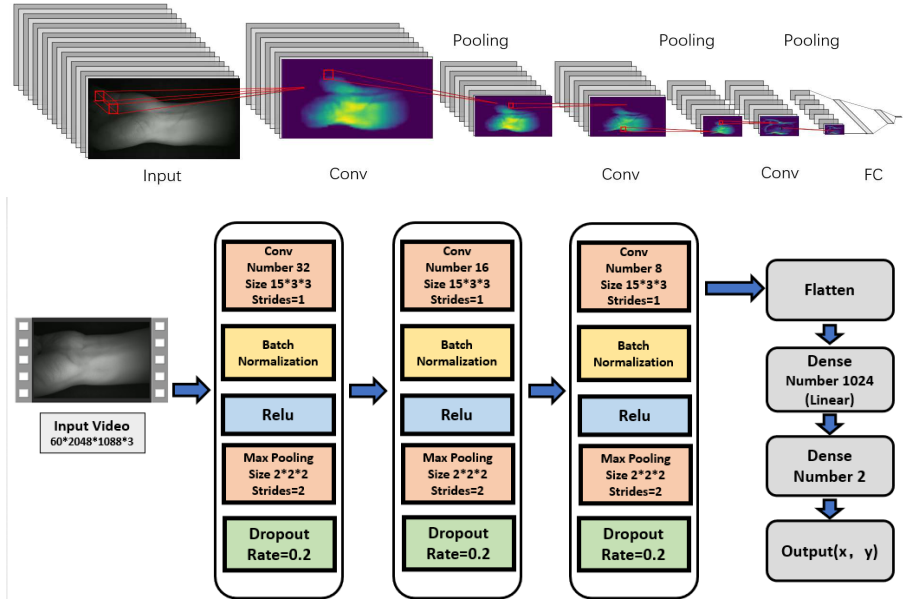 Pooling
Pooling
Pooling
Input
Conv
Conv
Conv
FC
Input Video
60*2048*1088*3
Conv
Number 32
Size 15*3*3
Strides=1
Batch
Normalization
Relu
Max Pooling
Size 2*2*2
Strides=2
Dropout
Rate=0.2
Conv
Number 16
Size 15*3*3
Strides=1
Batch
Normalization
Relu
Max Pooling
Size 2*2*2
Strides=2
Dropout
Rate=0.2
Conv
Number 8
Size 15*3*3
Strides=1
Batch
Normalization
Relu
Max Pooling
Size 2*2*2
Strides=2
Dropout
Rate=0.2
Flatten
Dense
Number 1024
(Linear)
Dense
Number 2
Output(x, y)